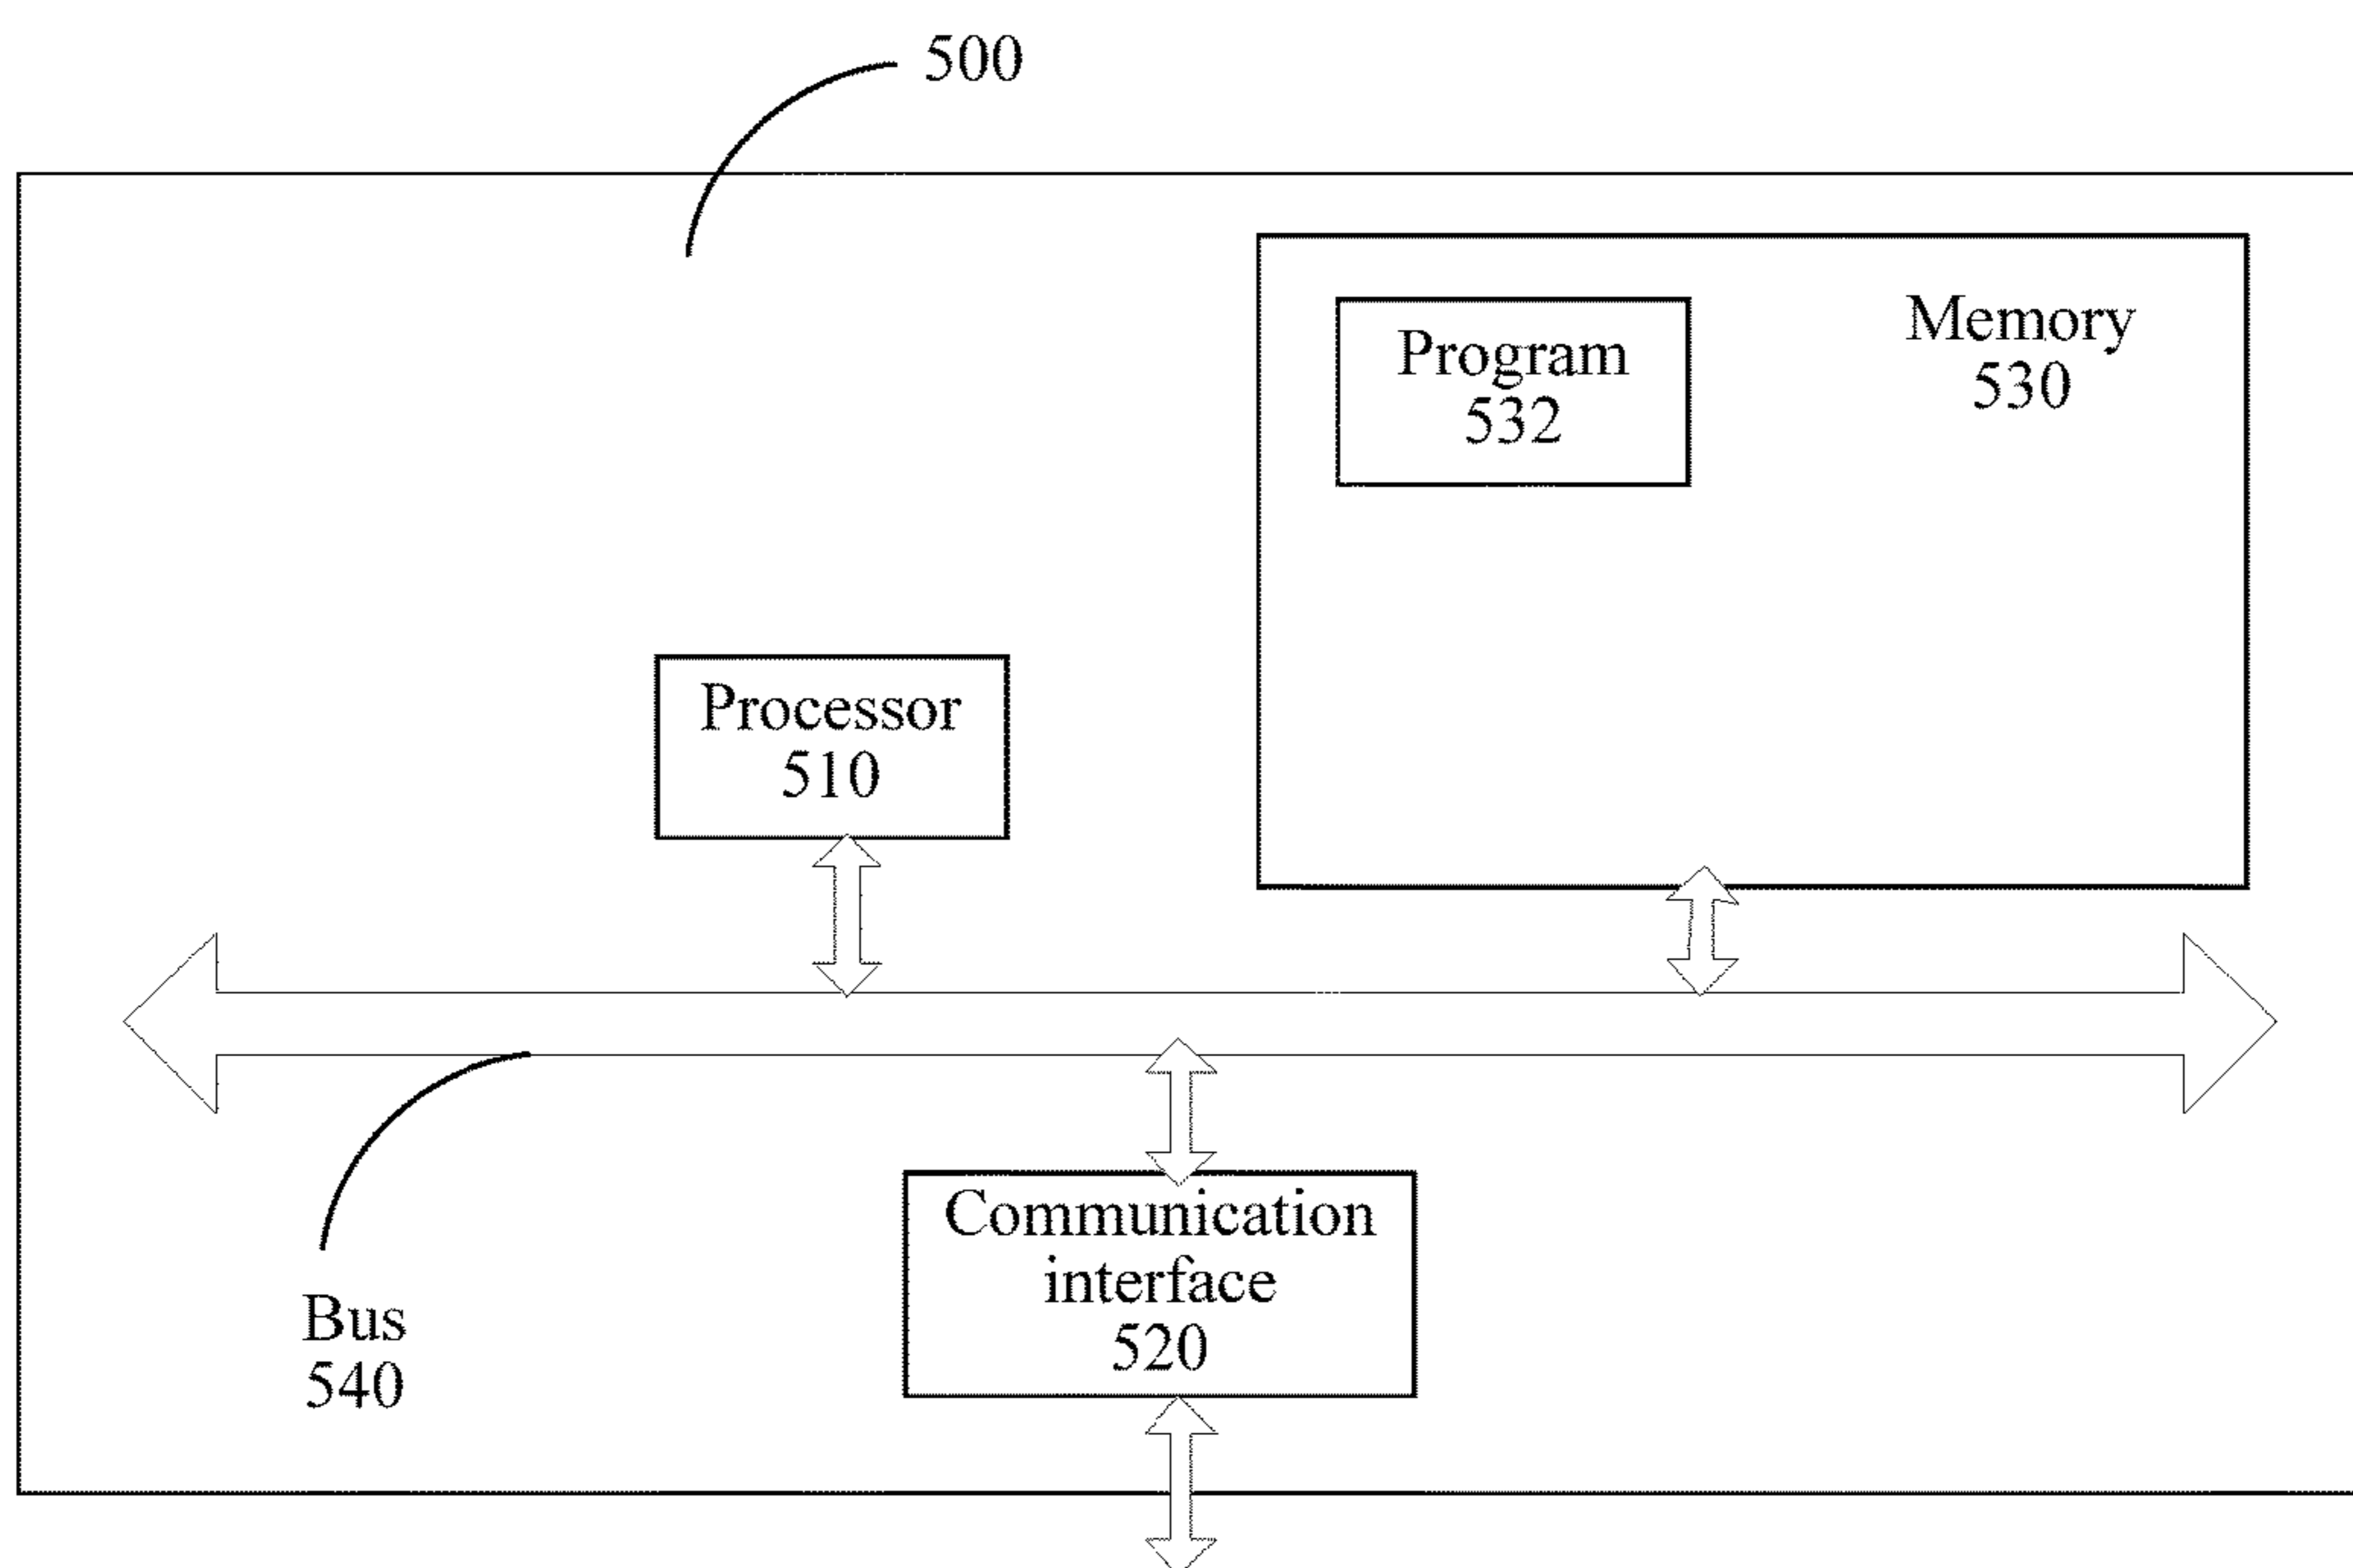 500
Memory
530
Program
532
Processor
510
Communication
interface
520
Bus
540